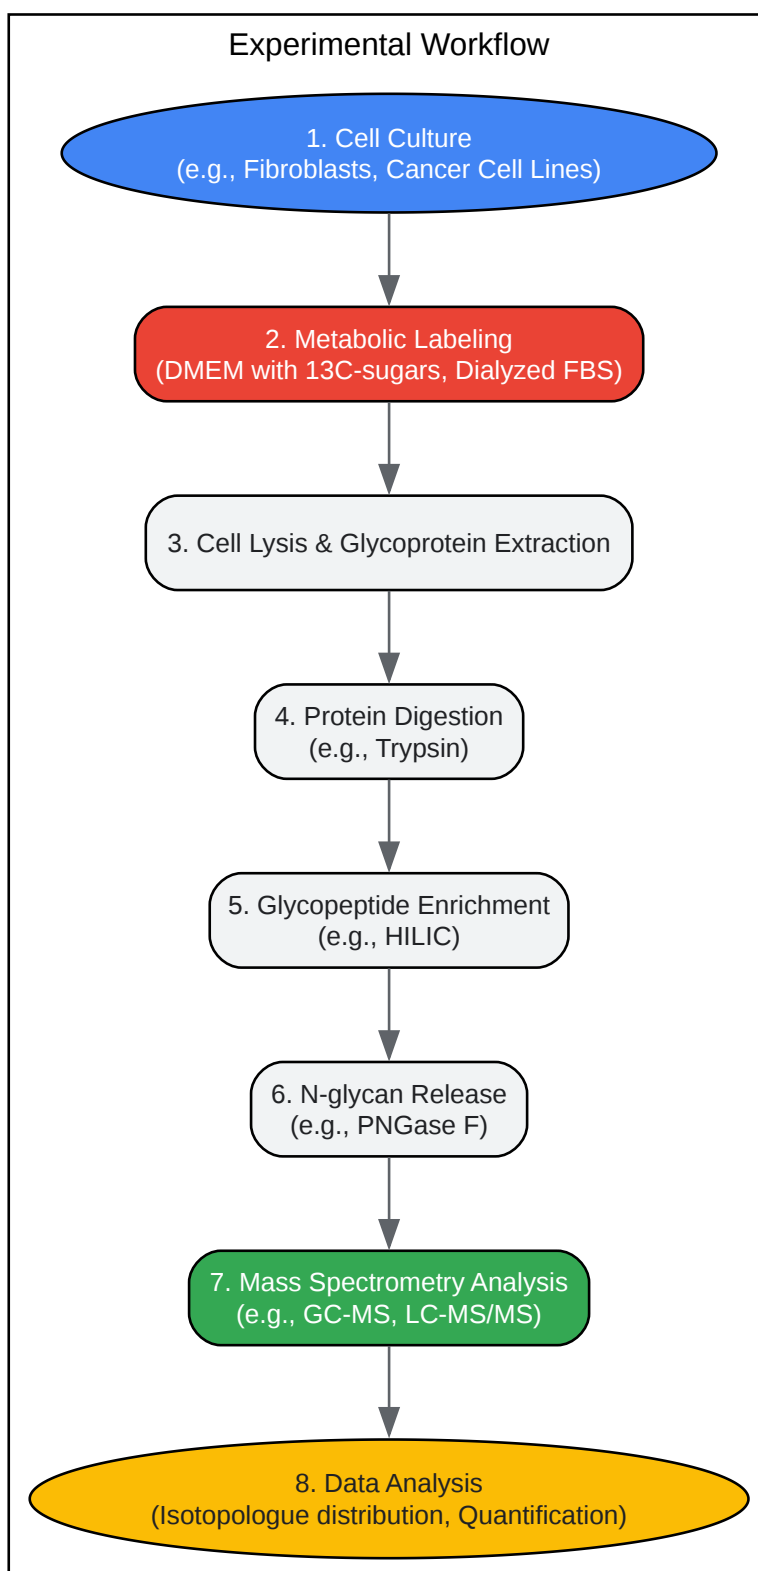 Experimental Workflow
1. Cell Culture
(e.g., Fibroblasts, Cancer Cell Lines)
2. Metabolic Labeling
(DMEM with 13C-sugars, Dialyzed FBS)
3. Cell Lysis & Glycoprotein Extraction
4. Protein Digestion
(e.g., Trypsin)
5. Glycopeptide Enrichment
(e.g., HILIC)
6. N-glycan Release
(e.g., PNGase F)
7. Mass Spectrometry Analysis
(e.g., GC-MS, LC-MS/MS)
8. Data Analysis
(Isotopologue distribution, Quantification)